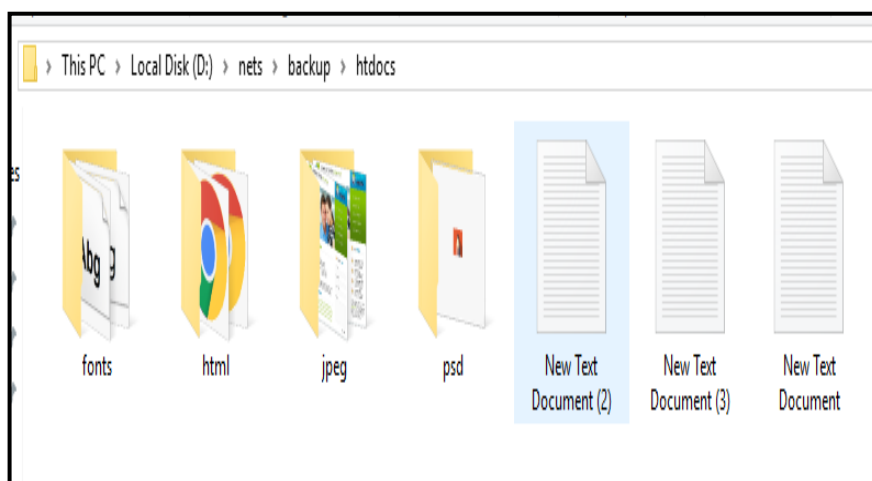 This PC > Local Disk (D:) > nets > backup > htdocs
es
Abg
fonts
html
jpeg
psd
New Text
Document (2)
New Text
Document (3)
New Text
Document